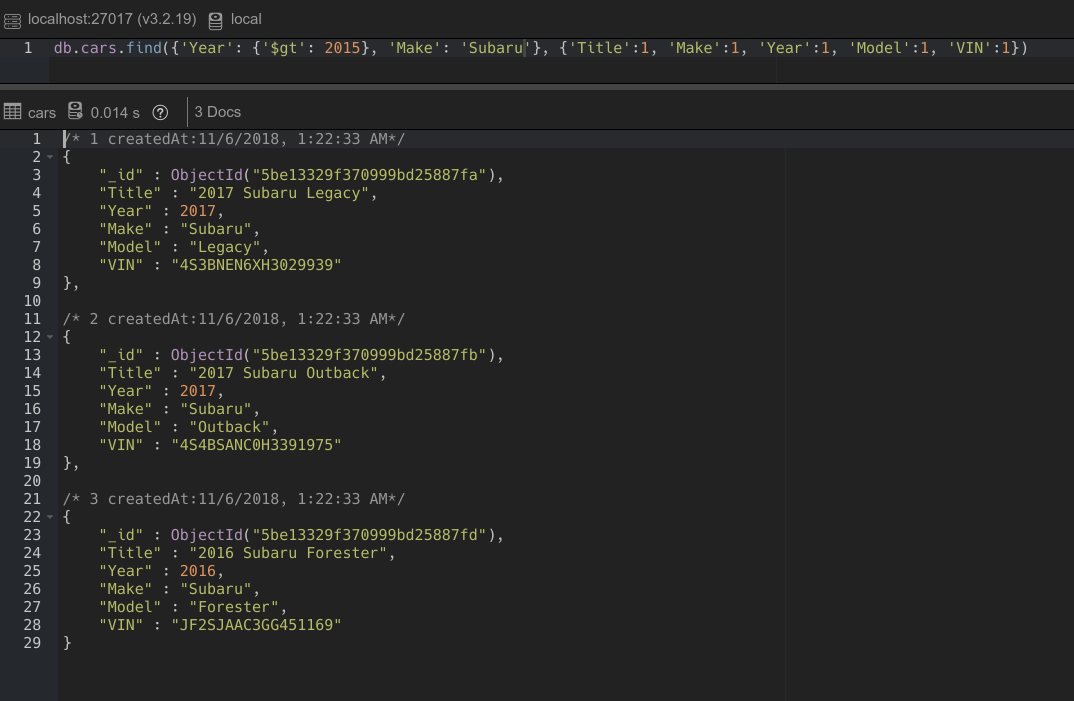 localhost:27017 (v3.2.19) local
1 db.cars.find({'Year': {'$gt': 2015}, 'Make': 'Subaru'}, {'Title':1, 'Make':1, 'Year':1, 'Model':1, 'VIN':1})
cars 0.014 s ? 3 Docs
1 /* 1 createdAt:11/6/2018, 1:22:33 AM*/
2 {
3 "_id" : ObjectId("5be13329f370999bd25887fa"),
4 "Title" : "2017 Subaru Legacy",
5 "Year" : 2017,
6 "Make" : "Subaru",
7 "Model" : "Legacy",
8 "VIN" : "4S3BNEN6XH3029939"
9 },
10
11 /* 2 createdAt:11/6/2018, 1:22:33 AM*/
12 {
13 "_id" : ObjectId("5be13329f370999bd25887fb"),
14 "Title" : "2017 Subaru Outback",
15 "Year" : 2017,
16 "Make" : "Subaru",
17 "Model" : "Outback",
18 "VIN" : "4S4BSANC0H3391975"
19 },
20
21 /* 3 createdAt:11/6/2018, 1:22:33 AM*/
22 {
23 "_id" : ObjectId("5be13329f370999bd25887fd"),
24 "Title" : "2016 Subaru Forester",
25 "Year" : 2016,
26 "Make" : "Subaru",
27 "Model" : "Forester",
28 "VIN" : "JF2SJAAC3GG451169"
29 }